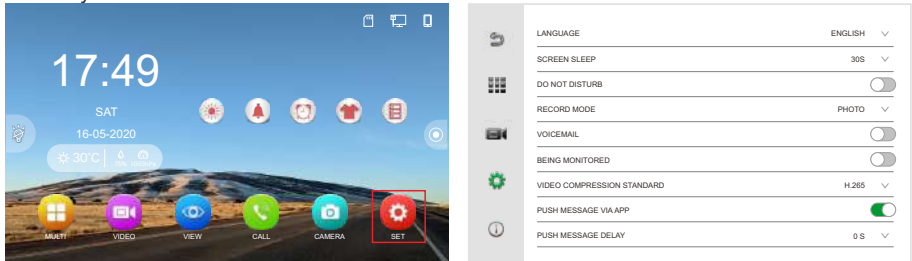 17:49
SAT
16-05-2020
30°C
MULTI
VIDEO
VIEW
CALL
CAMERA
SET
LANGUAGE ENGLISH
SCREEN SLEEP 30S
DO NOT DISTURB
RECORD MODE PHOTO
VOICEMAIL
BEING MONITORED
VIDEO COMPRESSION STANDARD H.265
PUSH MESSAGE VIA APP
PUSH MESSAGE DELAY 0 S